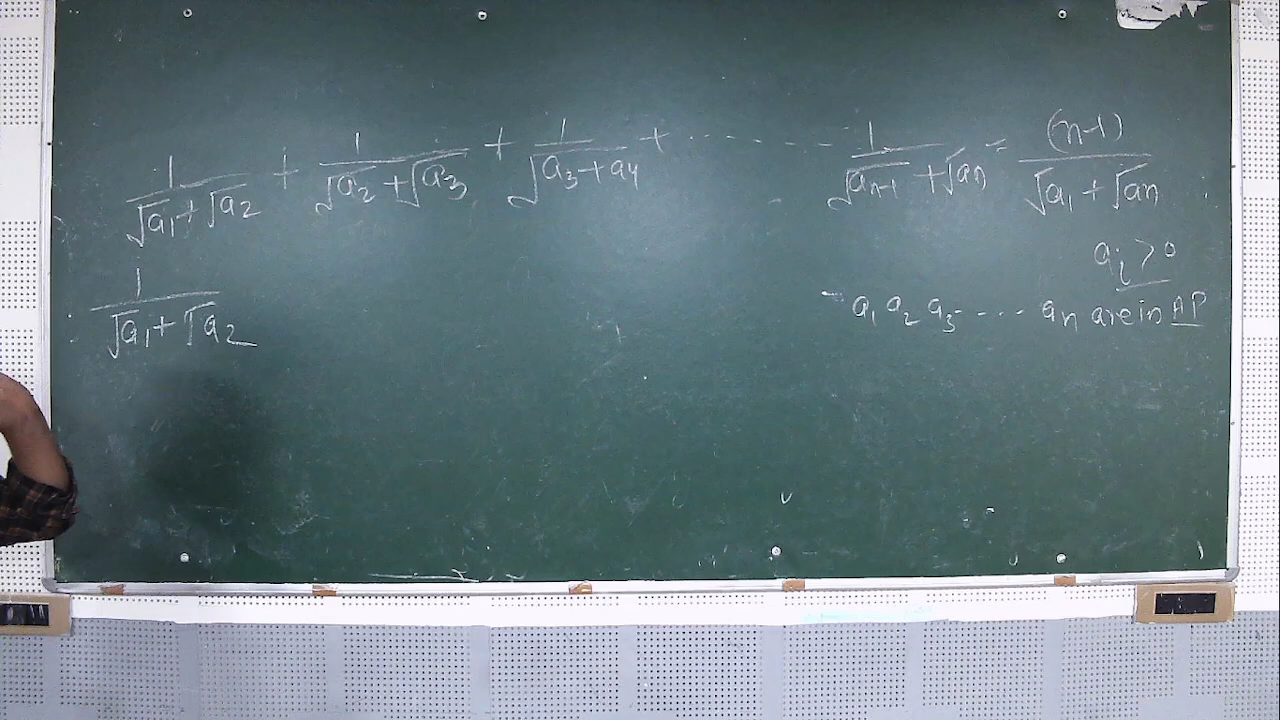 1/(√a₁+√a₂) + 1/(√a₂+√a₃) + 1/√(a₃+a₄) + ------ 1/(√aₙ₋₁+√aₙ) = (n-1)/(√a₁+√aₙ)
aᵢ>0
1/(√a₁+√a₂)
a₁ a₂ a₃ ---- aₙ are in AP